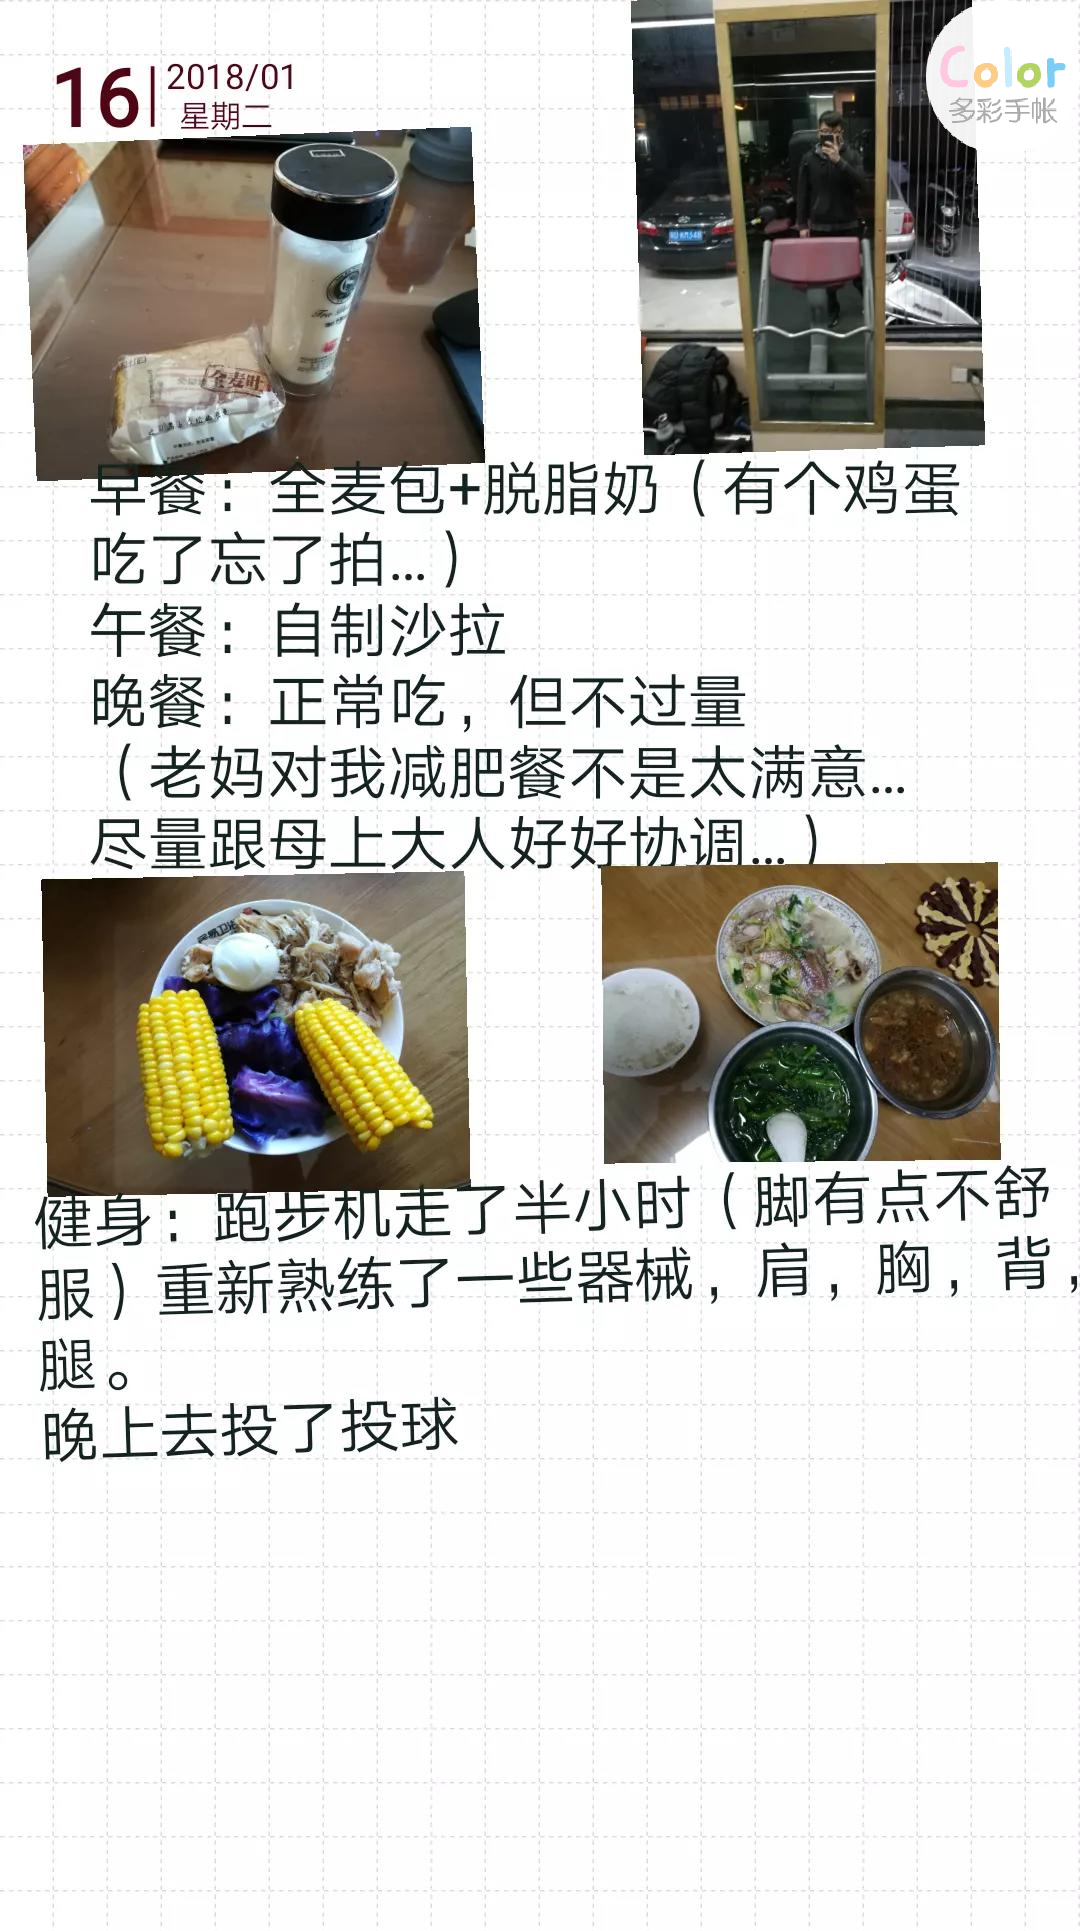 16
2018/01
星期二
Color
多彩手帐
全麦吐
早餐：全麦包+脱脂奶（有个鸡蛋
吃了忘了拍...）
午餐：自制沙拉
晚餐：正常吃，但不过量
（老妈对我减肥餐不是太满意...
尽量跟母上大人好好协调...）
健身：跑步机走了半小时（脚有点不舒
服）重新熟练了一些器械，肩，胸，背，
腿。
晚上去投了投球